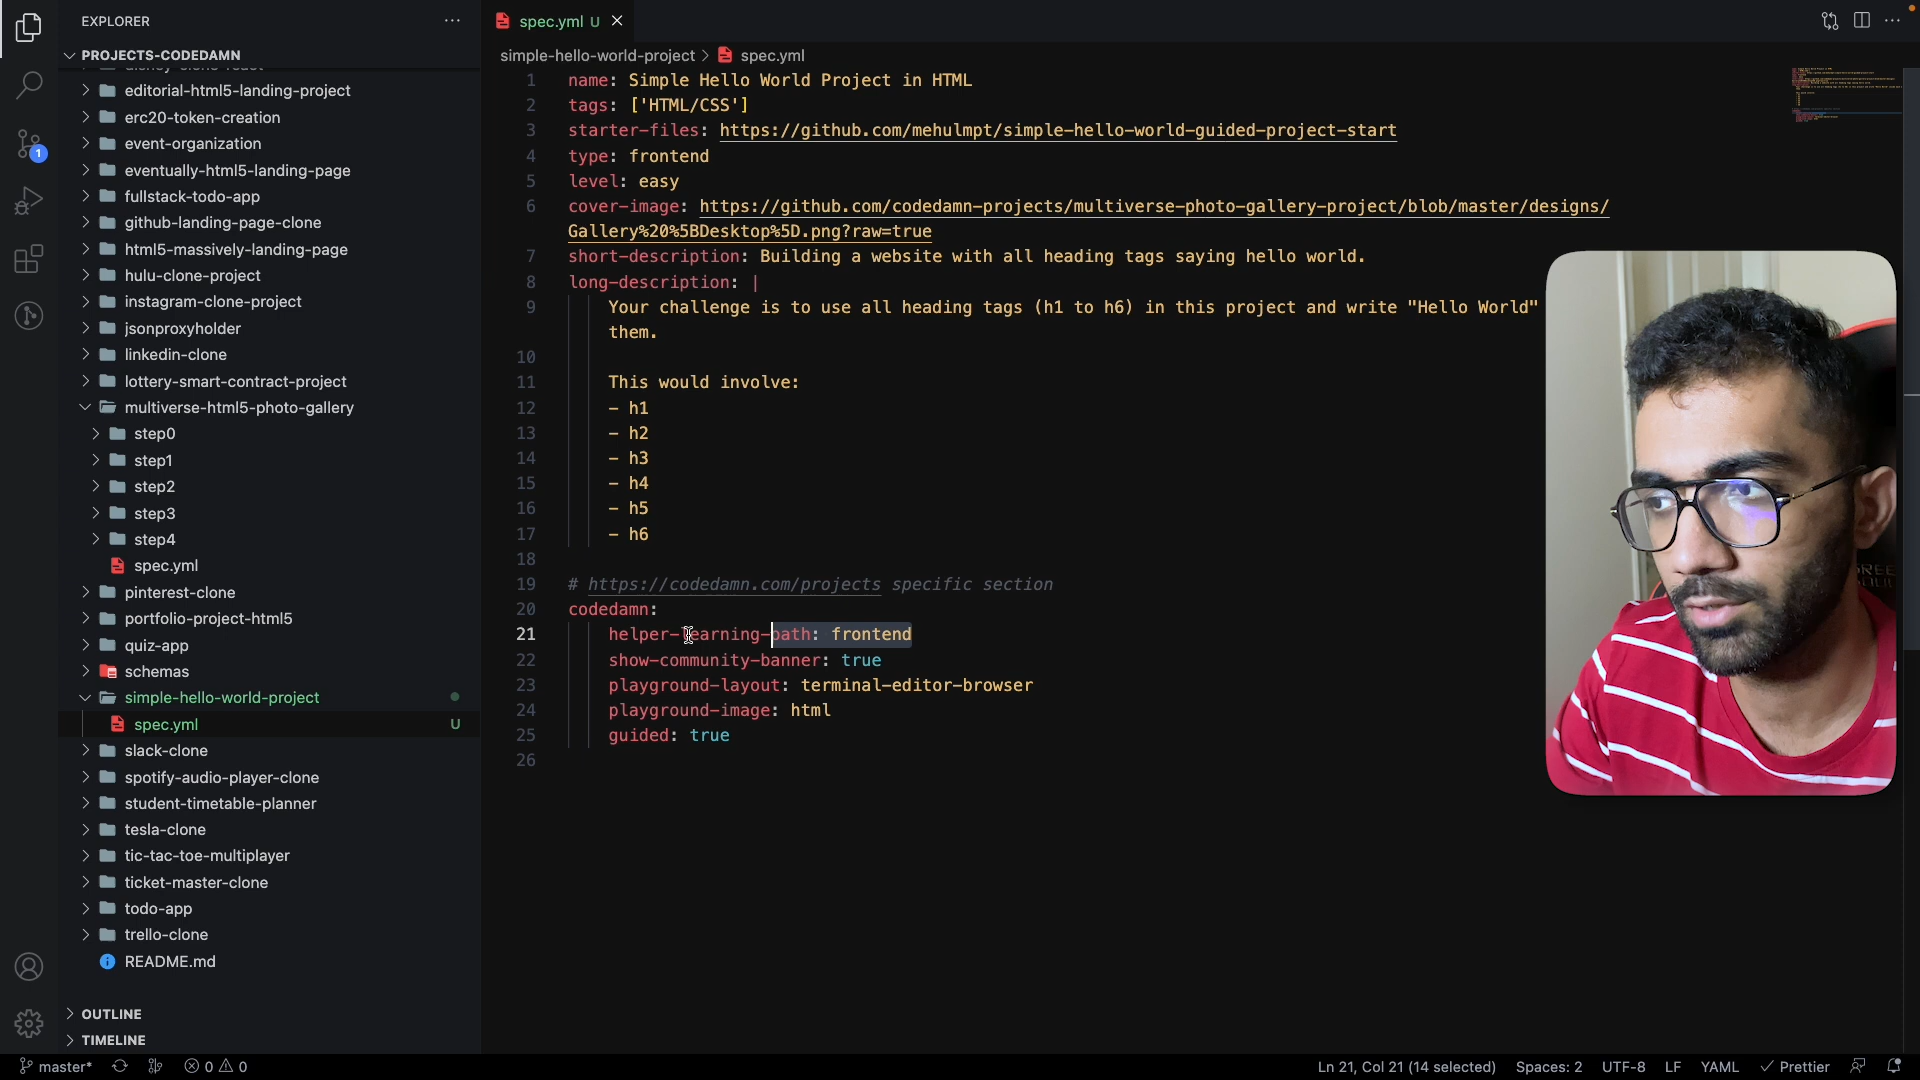 EXPLORER
PROJECTS-CODEDAMN
editorial-html5-landing-project
erc20-token-creation
event-organization
eventually-html5-landing-page
fullstack-todo-app
github-landing-page-clone
html5-massively-landing-page
hulu-clone-project
instagram-clone-project
jsonproxyholder
linkedin-clone
lottery-smart-contract-project
multiverse-html5-photo-gallery
step0
step1
step2
step3
step4
spec.yml
pinterest-clone
portfolio-project-html5
quiz-app
schemas
simple-hello-world-project
spec.yml U
slack-clone
spotify-audio-player-clone
student-timetable-planner
tesla-clone
tic-tac-toe-multiplayer
ticket-master-clone
todo-app
trello-clone
README.md
OUTLINE
TIMELINE
1
spec.yml U
simple-hello-world-project > spec.yml
1 name: Simple Hello World Project in HTML
2 tags: ['HTML/CSS']
3 starter-files: https://github.com/mehulmpt/simple-hello-world-guided-project-start
4 type: frontend
5 level: easy
6 cover-image: https://github.com/codedamn-projects/multiverse-photo-gallery-project/blob/master/designs/
Gallery%20%5BDesktop%5D.png?raw=true
7 short-description: Building a website with all heading tags saying hello world.
8 long-description: |
9 Your challenge is to use all heading tags (h1 to h6) in this project and write "Hello World"
them.
10
11 This would involve:
12 - h1
13 - h2
14 - h3
15 - h4
16 - h5
17 - h6
18
19 # https://codedamn.com/projects specific section
20 codedamn:
21 helper-learning-path: frontend
22 show-community-banner: true
23 playground-layout: terminal-editor-browser
24 playground-image: html
25 guided: true
26
master* 0 0 Ln 21, Col 21 (14 selected) Spaces: 2 UTF-8 LF YAML Prettier